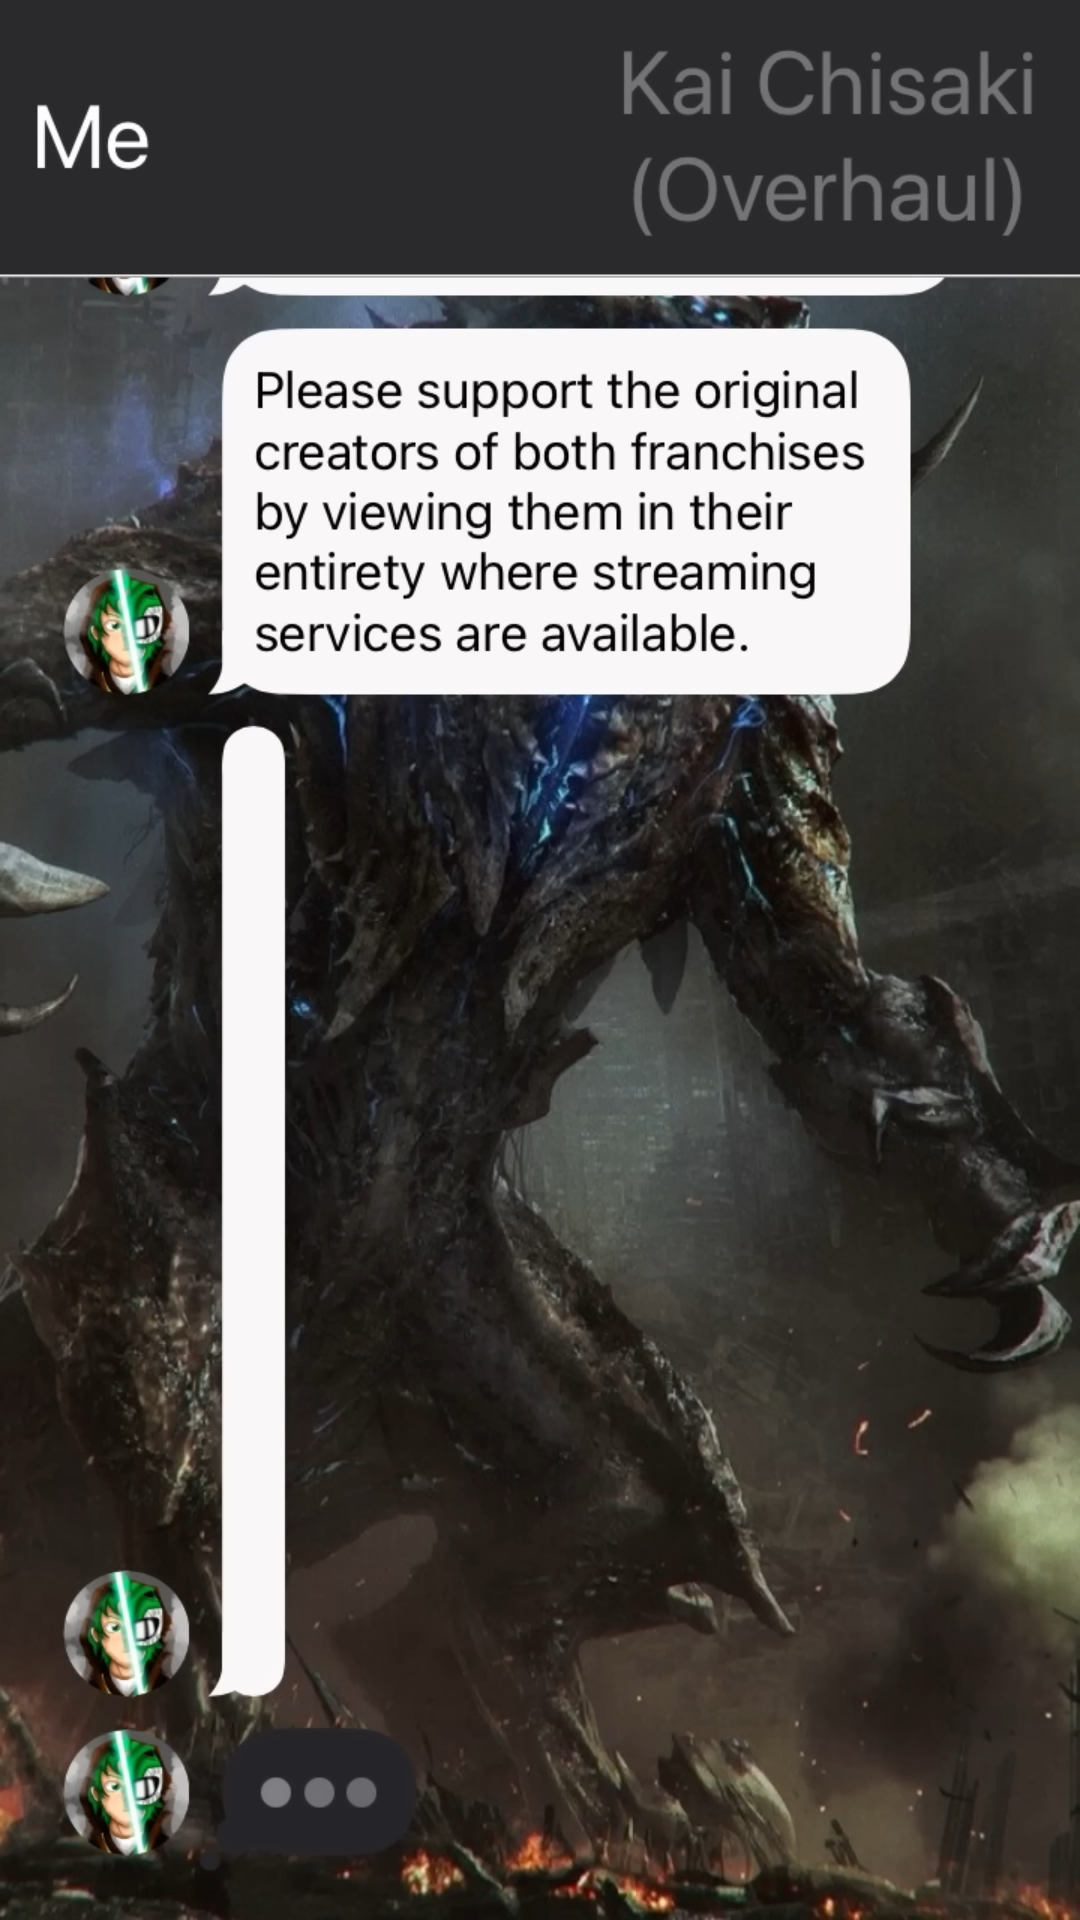 Me
Kai Chisaki
(Overhaul)
Please support the original
creators of both franchises
by viewing them in their
entirety where streaming
services are available.